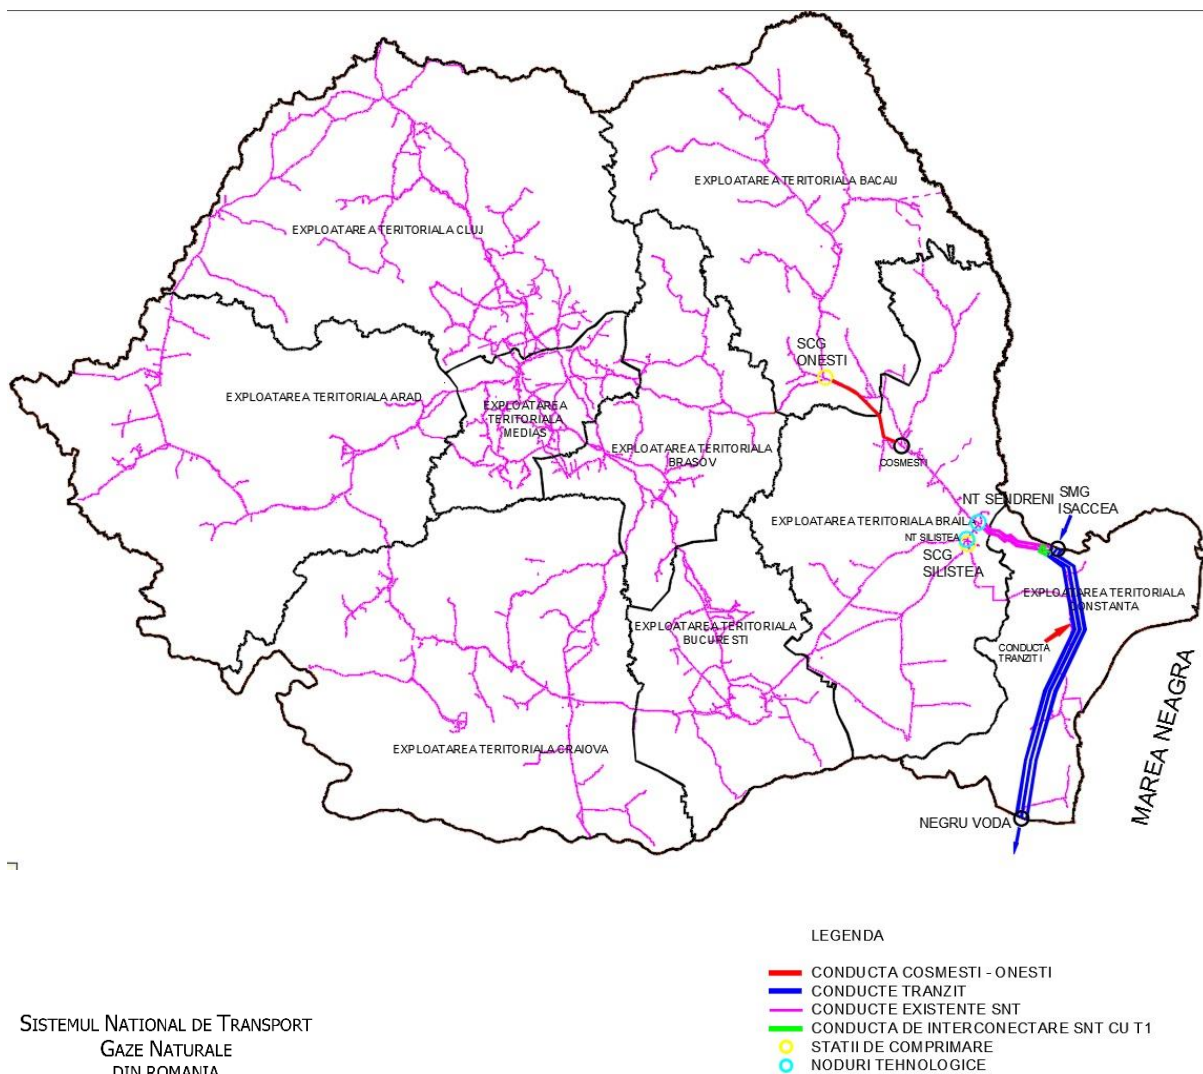 EXPLOATAREA TERITORIALA BACAU
EXPLOATAREA TERITORIALA CLUJ
SCG
ONESTI
EXPLOATAREA TERITORIALA ARAD
EXPLOATAREA
TERITORIALA
MEDIAS
EXPLOATAREA TERITORIALA
BRASOV
COSMESTI
NT SENDRENI
SMG
ISACCEA
EXPLOATAREA TERITORIALA BRAILA
NT SILISTEA
SCG
SILISTEA
EXPLOATAREA TERITORIALA
CONSTANTA
EXPLOATAREA TERITORIALA
BUCURESTI
CONDUCTA
TRANZIT I
MAREA NEAGRA
EXPLOATAREA TERITORIALA CRAIOVA
NEGRU VODA
LEGENDA
CONDUCTA COSMESTI - ONESTI
CONDUCTE TRANZIT
CONDUCTE EXISTENTE SNT
CONDUCTA DE INTERCONECTARE SNT CU T1
STATII DE COMPRIMARE
NODURI TEHNOLOGICE
SISTEMUL NATIONAL DE TRANSPORT
GAZE NATURALE
DIN ROMANIA